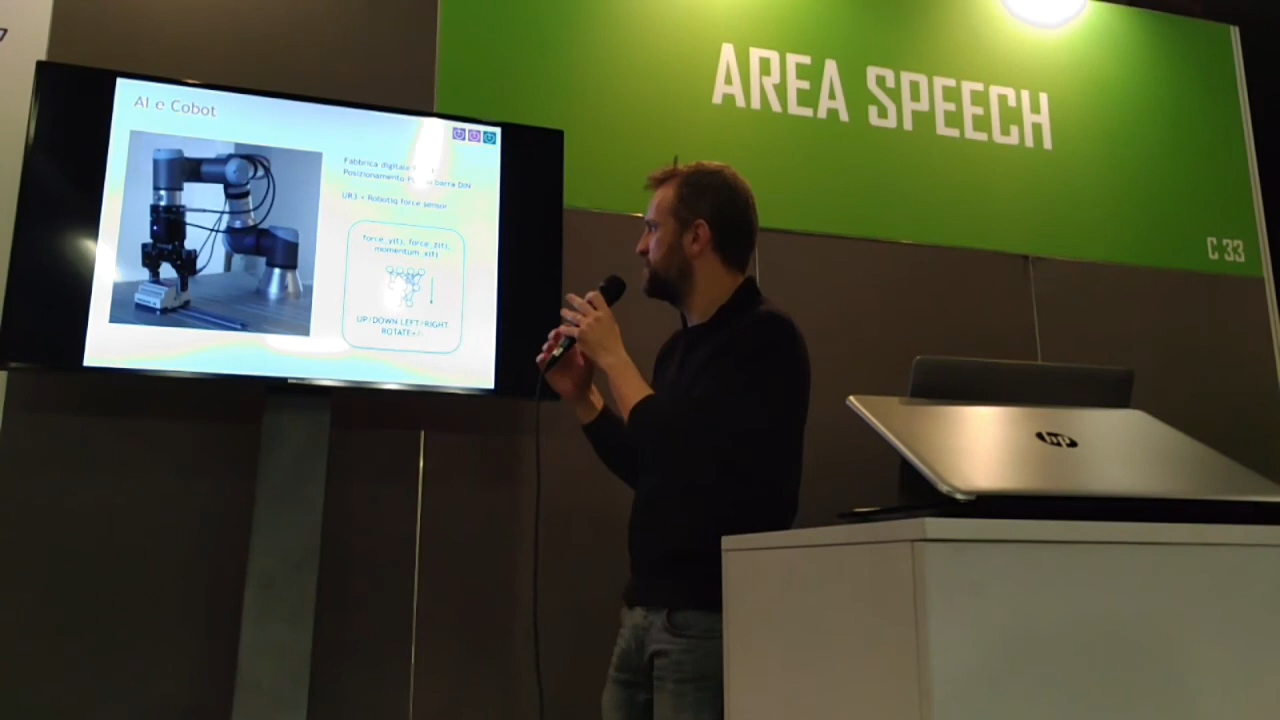 AREA SPEECH
C 33
AI e Cobot
Fabbrica digitale
Posizionamento barra DIN
UR3 + Robotiq force sensor
force_y(t), force_z(t),
momentum_x(t)
UP/DOWN LEFT/RIGHT
ROTATE+/-
hp